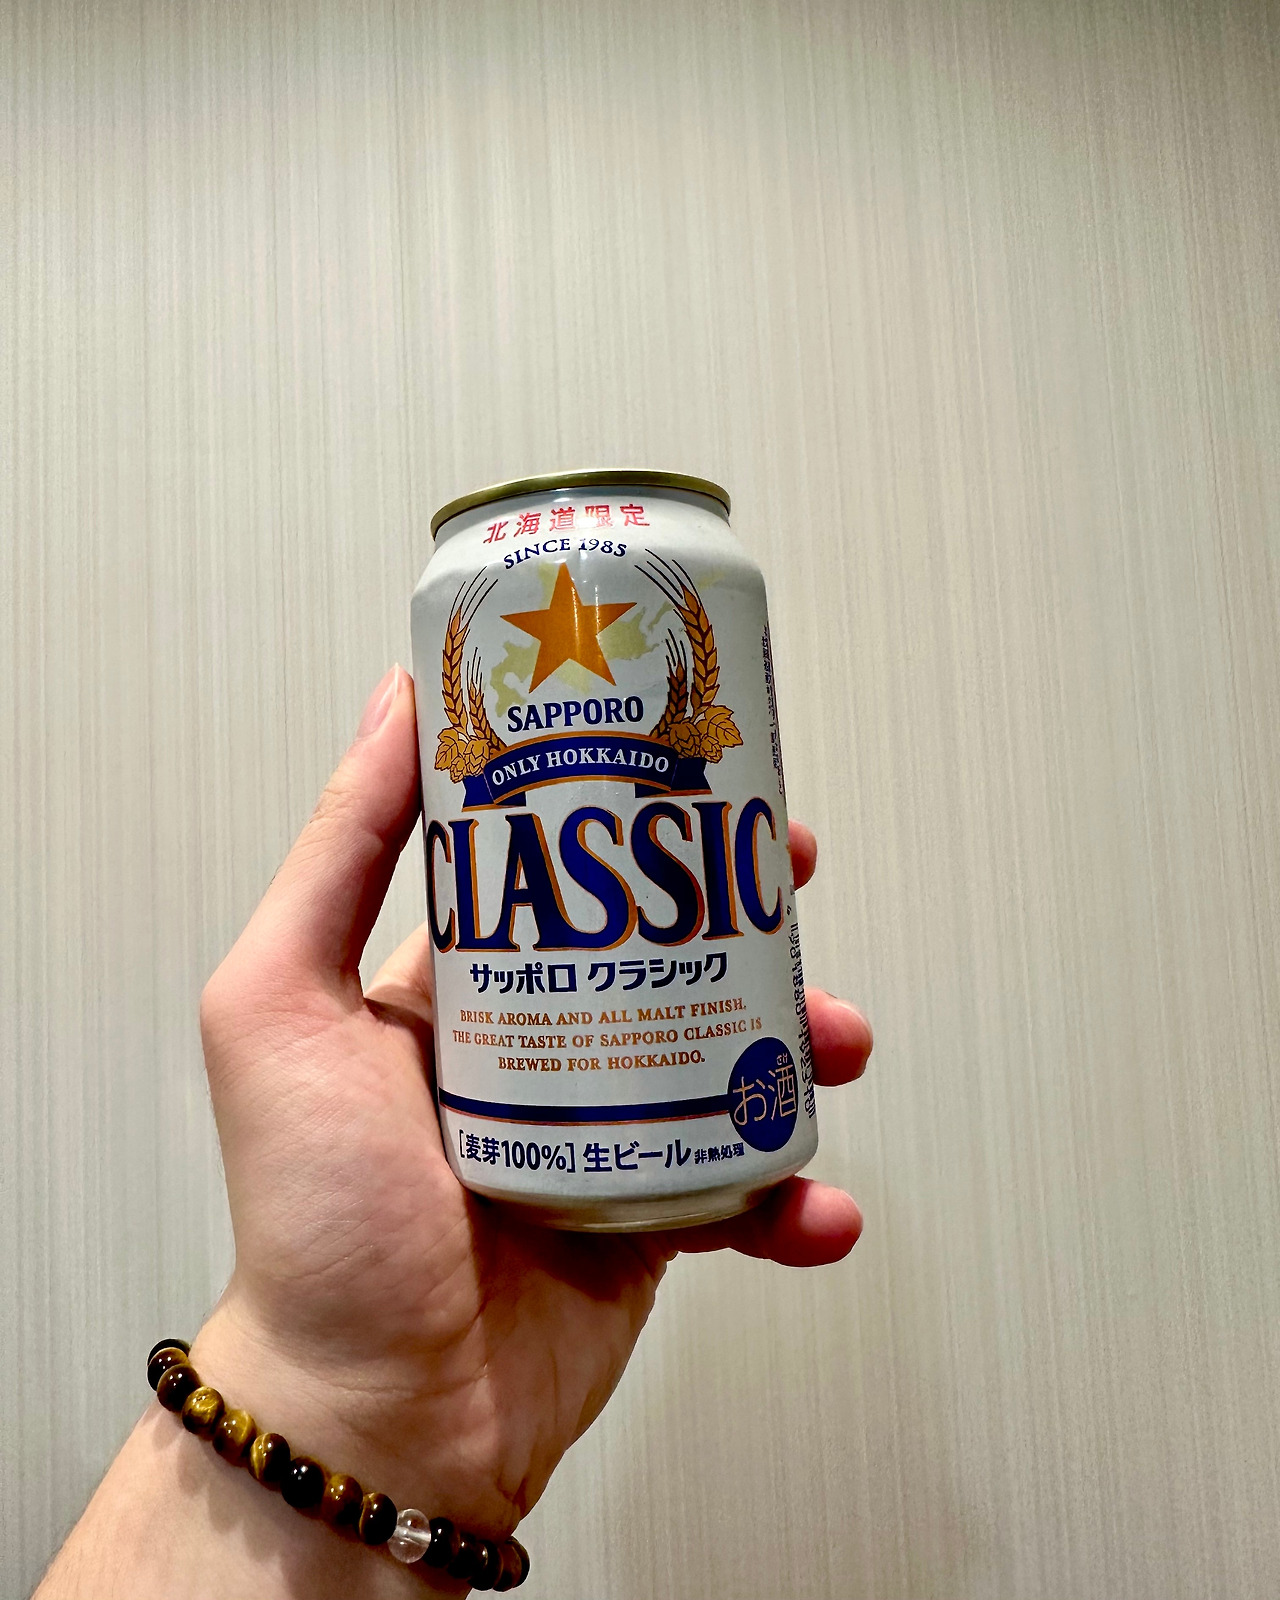 北海道限定
SINCE 1985
SAPPORO
ONLY HOKKAIDO
CLASSIC
サッポロ クラシック
BRISK AROMA AND ALL MALT FINISH.
THE GREAT TASTE OF SAPPORO CLASSIC IS
BREWED FOR HOKKAIDO.
さけ
お酒
[麦芽100%] 生ビール 非熱処理